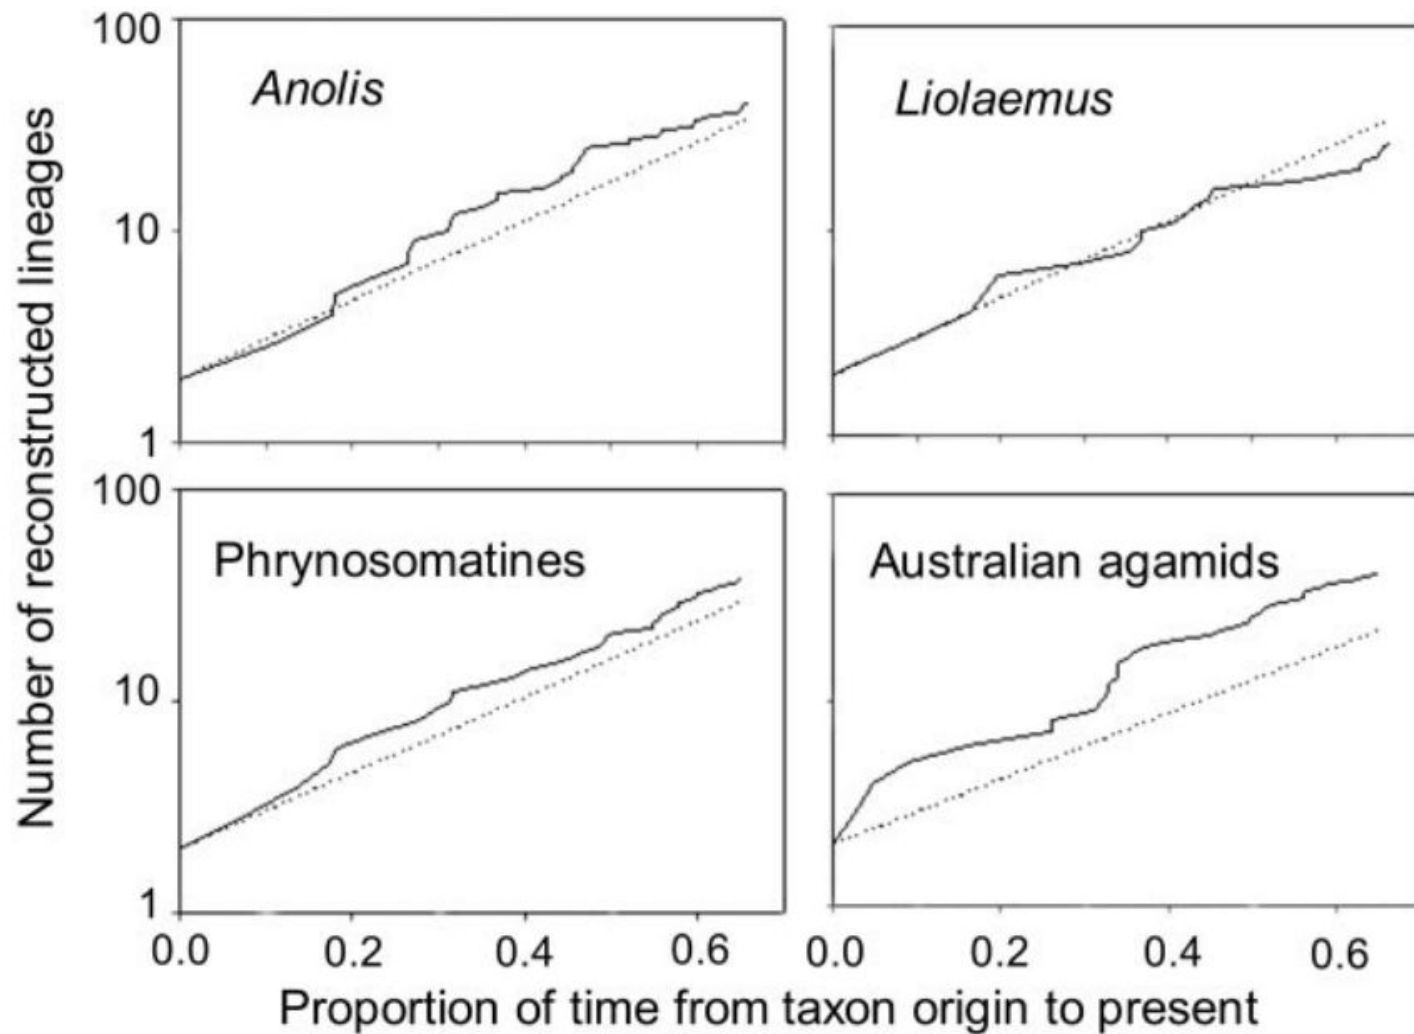 Number of reconstructed lineages
100
10
1
Anolis
Liolaemus
100
10
1
Phrynosomatines
Australian agamids
0.0 0.2 0.4 0.6
0.0 0.2 0.4 0.6
Proportion of time from taxon origin to present